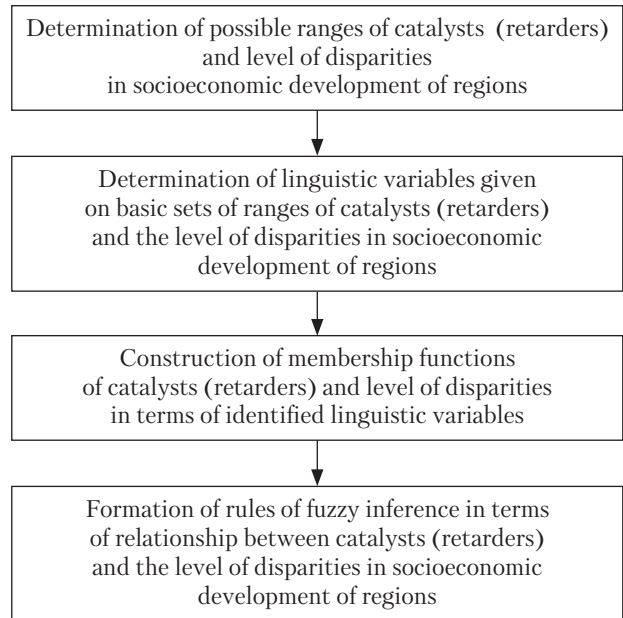 Determination of possible ranges of catalysts (retarders)
and level of disparities
in socioeconomic development of regions
Determination of linguistic variables given
on basic sets of ranges of catalysts (retarders)
and the level of disparities in socioeconomic
development of regions
Construction of membership functions
of catalysts (retarders) and level of disparities
in terms of identified linguistic variables
Formation of rules of fuzzy inference in terms
of relationship between catalysts (retarders)
and the level of disparities in socioeconomic
development of regions